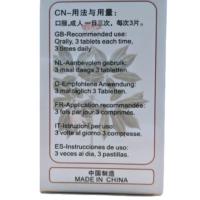 CN-用法与用量:
口服,成人一日三次,每次3片。
GB-Recommended use:
Orally, 3 tablets each time,
3 times daily
NL-Aanbevolen gebruik:
3 maal daags 3 tabletten
D-Empfohlene Anwendung:
3 mal täglich 3 Tabletten
FR-Application recommandée:
3 fois par jour 3 comprimés.
IT-Istruzioni per uso:
3 volte al giorno 3 compresse.
ES-Instrucciones de uso:
3 veces al dia, 3 pastillas.
中国制造
MADE IN CHINA